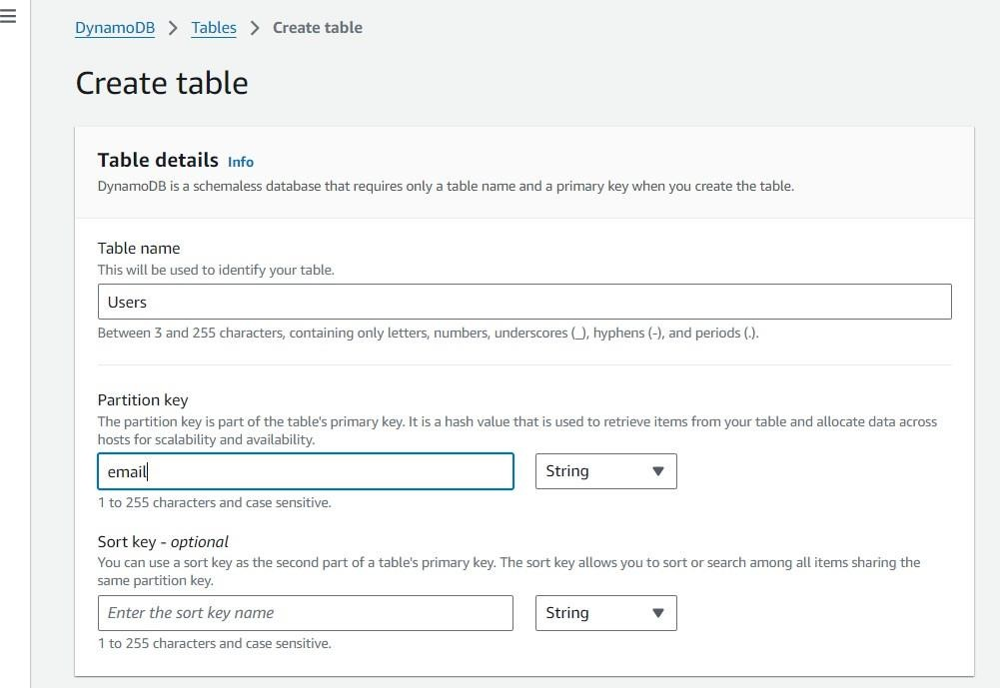 DynamoDB > Tables > Create table
Create table
Table details Info
DynamoDB is a schemaless database that requires only a table name and a primary key when you create the table.
Table name
This will be used to identify your table.
Users
Between 3 and 255 characters, containing only letters, numbers, underscores (_), hyphens (-), and periods (.).
Partition key
The partition key is part of the table's primary key. It is a hash value that is used to retrieve items from your table and allocate data across
hosts for scalability and availability.
email String
1 to 255 characters and case sensitive.
Sort key - optional
You can use a sort key as the second part of a table's primary key. The sort key allows you to sort or search among all items sharing the
same partition key.
Enter the sort key name String
1 to 255 characters and case sensitive.